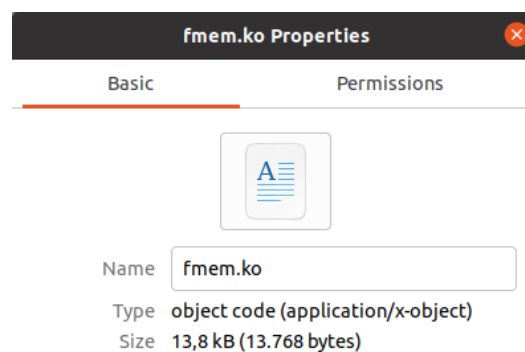 fmem.ko Properties
Basic Permissions
A
Name fmem.ko
Type object code (application/x-object)
Size 13,8 kB (13.768 bytes)